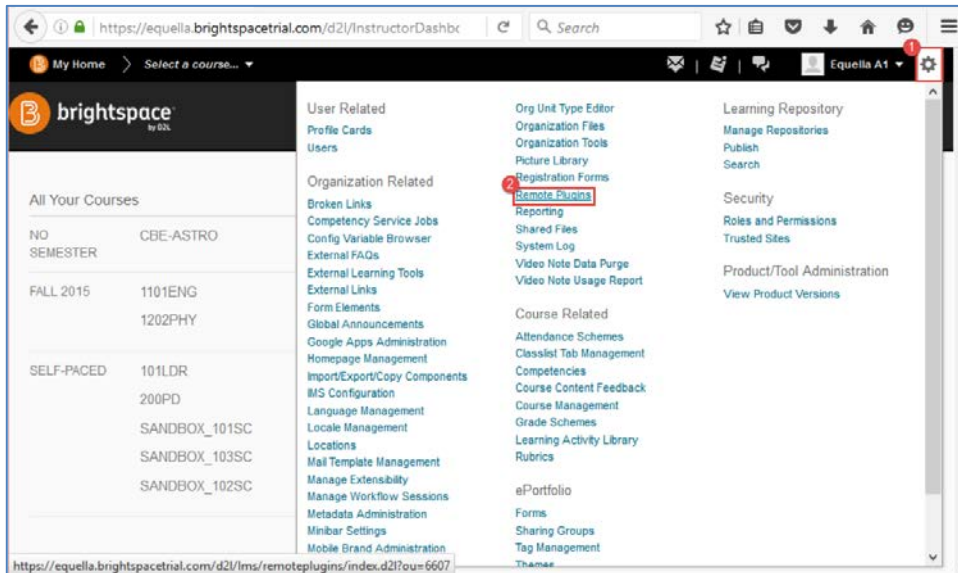 https://equella.brightspacetrial.com/d2l/InstructorDashbc
Search
1
My Home
Select a course...
Equella A1
brightspace
by D2L
All Your Courses
NO SEMESTER
CBE-ASTRO
FALL 2015
1101ENG
1202PHY
SELF-PACED
101LDR
200PD
SANDBOX_101SC
SANDBOX_103SC
SANDBOX_102SC
User Related
Profile Cards
Users
Organization Related
Broken Links
Competency Service Jobs
Config Variable Browser
External FAQs
External Learning Tools
External Links
Form Elements
Global Announcements
Google Apps Administration
Homepage Management
Import/Export/Copy Components
IMS Configuration
Language Management
Locale Management
Locations
Mail Template Management
Manage Extensibility
Manage Workflow Sessions
Metadata Administration
Minibar Settings
Mobile Brand Administration
Org Unit Type Editor
Organization Files
Organization Tools
Picture Library
Registration Forms
2
Remote Plugins
Reporting
Shared Files
System Log
Video Note Data Purge
Video Note Usage Report
Course Related
Attendance Schemes
Classlist Tab Management
Competencies
Course Content Feedback
Course Management
Grade Schemes
Learning Activity Library
Rubrics
ePortfolio
Forms
Sharing Groups
Tag Management
Themes
Learning Repository
Manage Repositories
Publish
Search
Security
Roles and Permissions
Trusted Sites
Product/Tool Administration
View Product Versions
https://equella.brightspacetrial.com/d2l/lms/remoteplugins/index.d2l?ou=6607